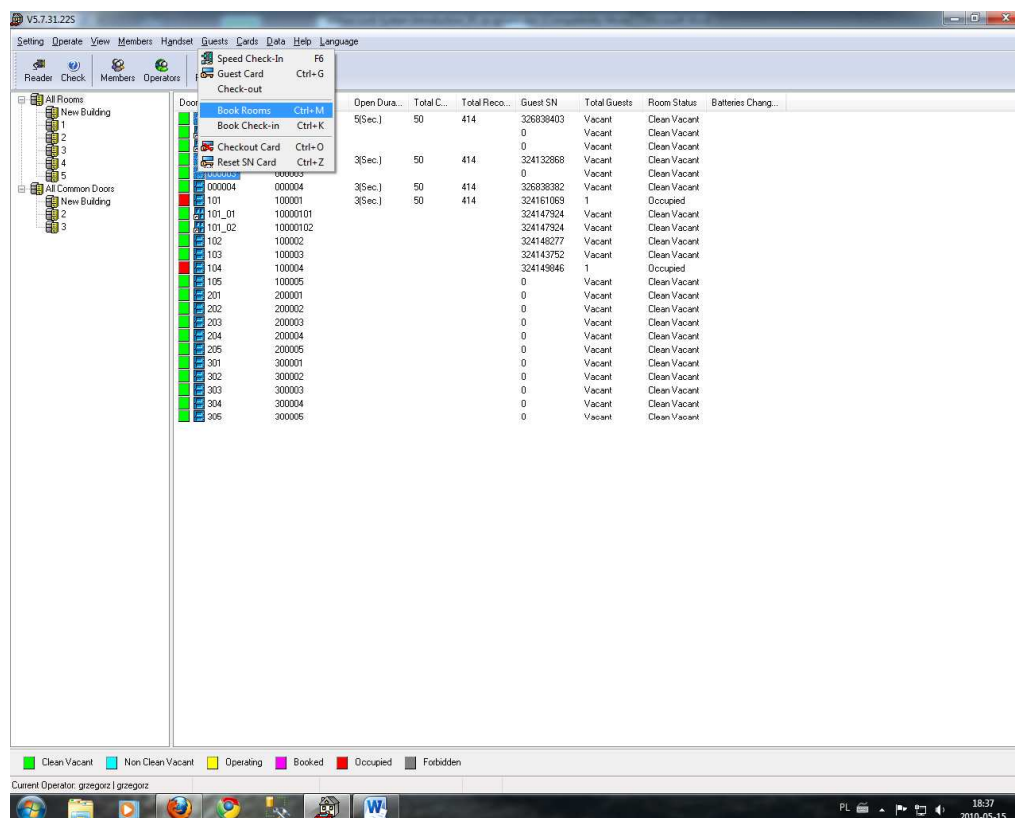 V5.7.31.22S
Setting Operate View Members Handset Guests Cards Data Help Language
Reader Check Members Operators
Speed Check-In F6
Guest Card Ctrl+G
Check-out
Book Rooms Ctrl+M
Book Check-in Ctrl+K
Checkout Card Ctrl+O
Reset SN Card Ctrl+Z
All Rooms
New Building
1
2
3
4
5
All Common Doors
New Building
2
3
Door Open Dura... Total C... Total Reco... Guest SN Total Guests Room Status Batteries Chang...
5(Sec.) 50 414 326838403 Vacant Clean Vacant
0 Vacant Clean Vacant
0 Vacant Clean Vacant
3(Sec.) 50 414 324132868 Vacant Clean Vacant
000003 000003 0 Vacant Clean Vacant
000004 000004 3(Sec.) 50 414 326838382 Vacant Clean Vacant
101 100001 3(Sec.) 50 414 324161069 1 Occupied
101_01 10000101 324147924 Vacant Clean Vacant
101_02 10000102 324147924 Vacant Clean Vacant
102 100002 324148277 Vacant Clean Vacant
103 100003 324143752 Vacant Clean Vacant
104 100004 324149846 1 Occupied
105 100005 0 Vacant Clean Vacant
201 200001 0 Vacant Clean Vacant
202 200002 0 Vacant Clean Vacant
203 200003 0 Vacant Clean Vacant
204 200004 0 Vacant Clean Vacant
205 200005 0 Vacant Clean Vacant
301 300001 0 Vacant Clean Vacant
302 300002 0 Vacant Clean Vacant
303 300003 0 Vacant Clean Vacant
304 300004 0 Vacant Clean Vacant
305 300005 0 Vacant Clean Vacant
Clean Vacant Non Clean Vacant Operating Booked Occupied Forbidden
Current Operator: grzegorz | grzegorz
PL 18:37
2010-05-15